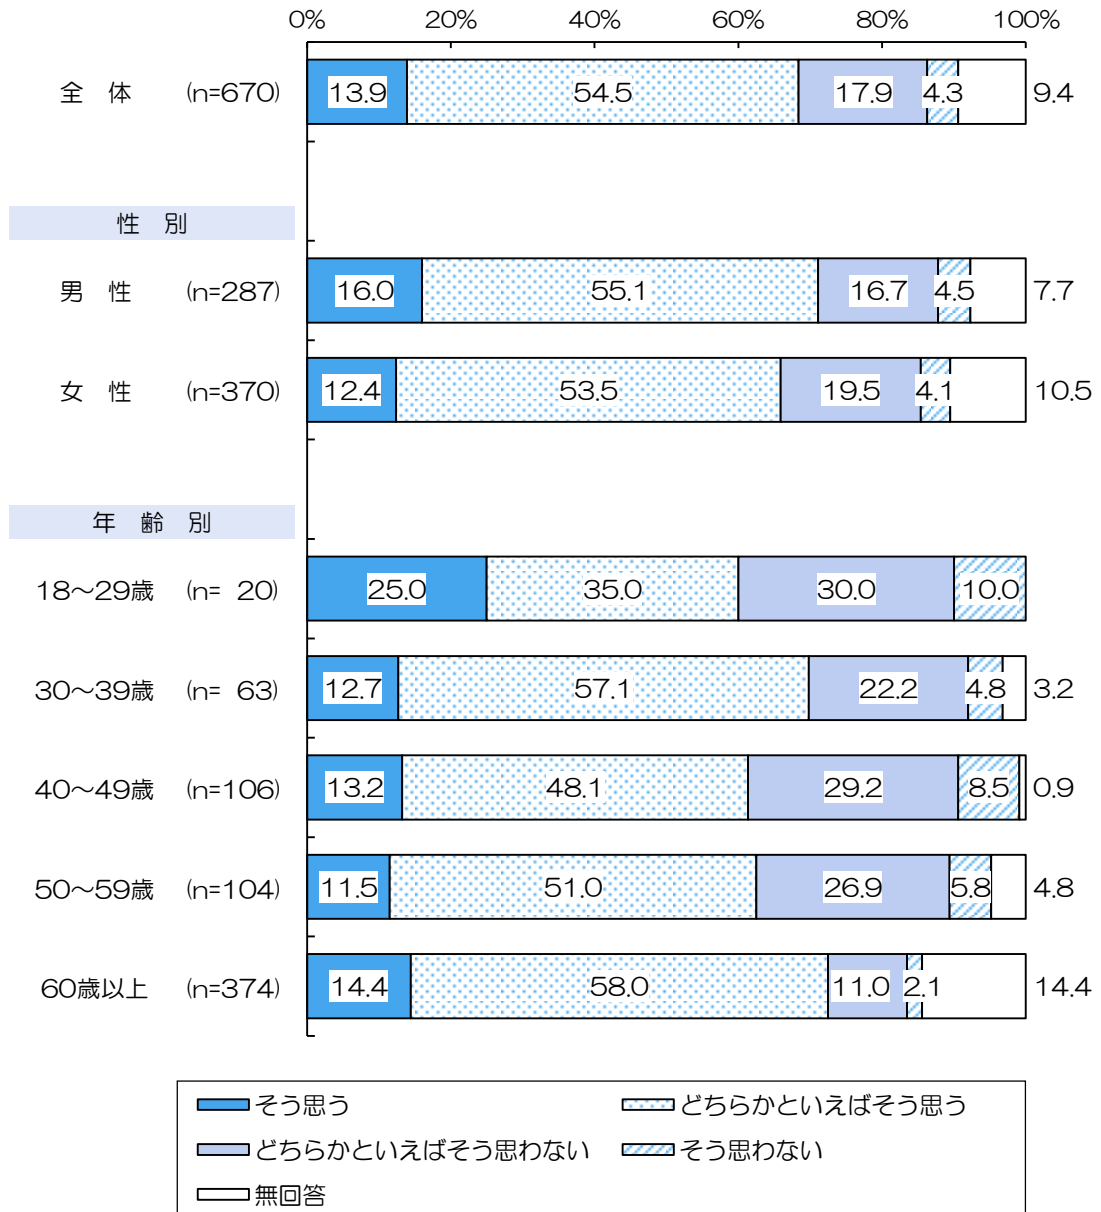 0% 20% 40% 60% 80% 100%
全 体 (n=670) 13.9 54.5 17.9 4.3 9.4
性 別
男 性 (n=287) 16.0 55.1 16.7 4.5 7.7
女 性 (n=370) 12.4 53.5 19.5 4.1 10.5
年 齢 別
18～29歳 (n= 20) 25.0 35.0 30.0 10.0
30～39歳 (n= 63) 12.7 57.1 22.2 4.8 3.2
40～49歳 (n=106) 13.2 48.1 29.2 8.5 0.9
50～59歳 (n=104) 11.5 51.0 26.9 5.8 4.8
60歳以上 (n=374) 14.4 58.0 11.0 2.1 14.4
そう思う どちらかといえばそう思う
どちらかといえばそう思わない そう思わない
無回答